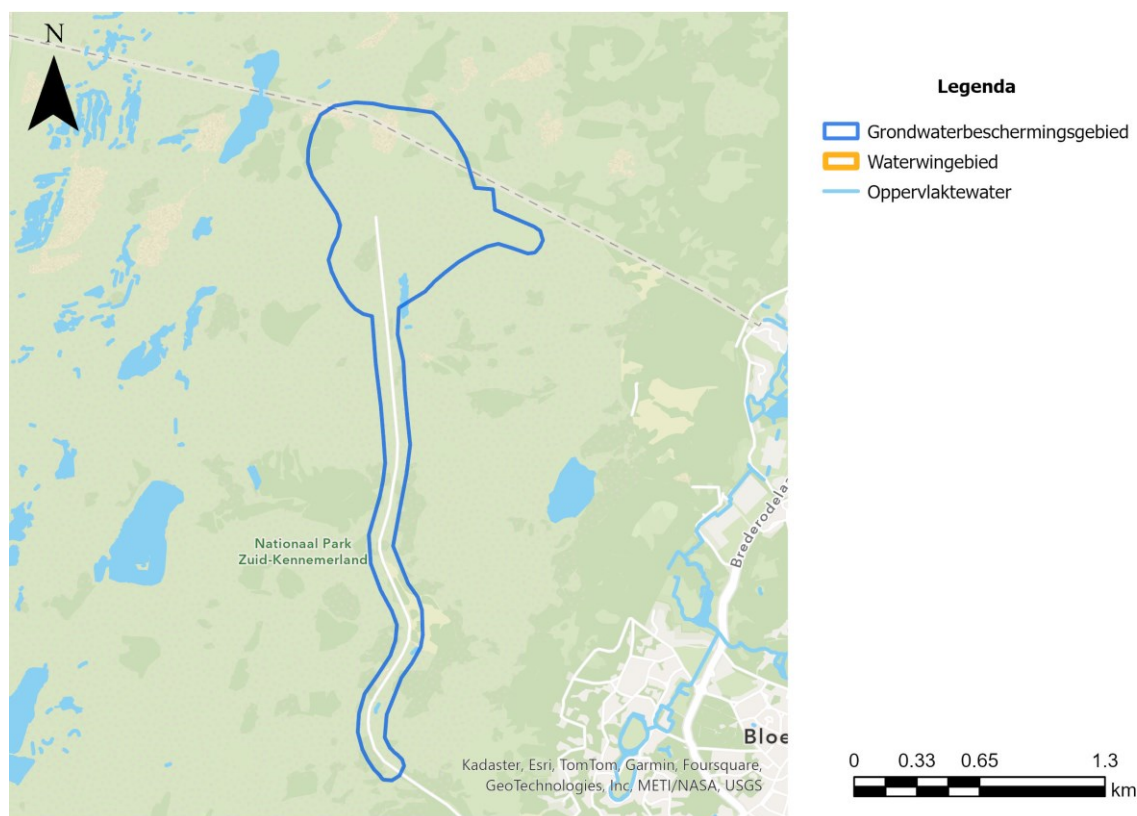 N
Nationaal Park
Zuid-Kennemerland
Brederodelaa
Bloe
Kadaster, Esri, TomTom, Garmin, Foursquare,
GeoTechnologies, Inc. METI/NASA, USGS
Legenda
Grondwaterbeschermingsgebied
Waterwingebied
Oppervlaktewater
0 0.33 0.65 1.3
km